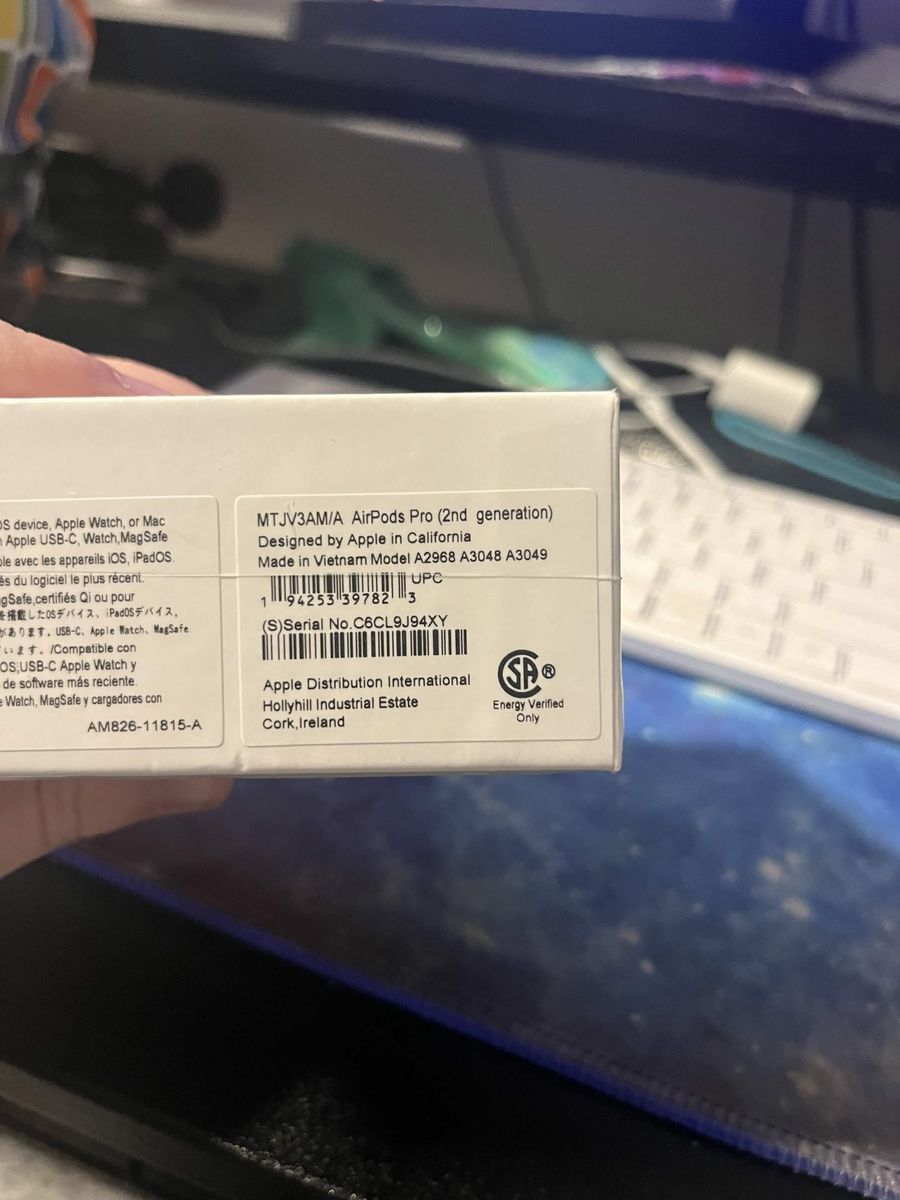 OS device, Apple Watch, or Mac
Apple USB-C, Watch,MagSafe
ble avec les appareils iOS, iPadOS.
és du logiciel le plus récent.
gSafe,certifiés Qi ou pour
を搭載したOSデバイス、iPadOSデバイス、
があります。USB-C、Apple Watch、MagSafe
います。/Compatible con
OS,USB-C Apple Watch y
de software más reciente.
Watch, MagSafe y cargadores con
AM826-11815-A
MTJV3AM/A AirPods Pro (2nd generation)
Designed by Apple in California
Made in Vietnam Model A2968 A3048 A3049
UPC
1 94253 39782 3
(S)Serial No.C6CL9J94XY
Apple Distribution International
Hollyhill Industrial Estate
Cork,Ireland
SA ®
Energy Verified
Only